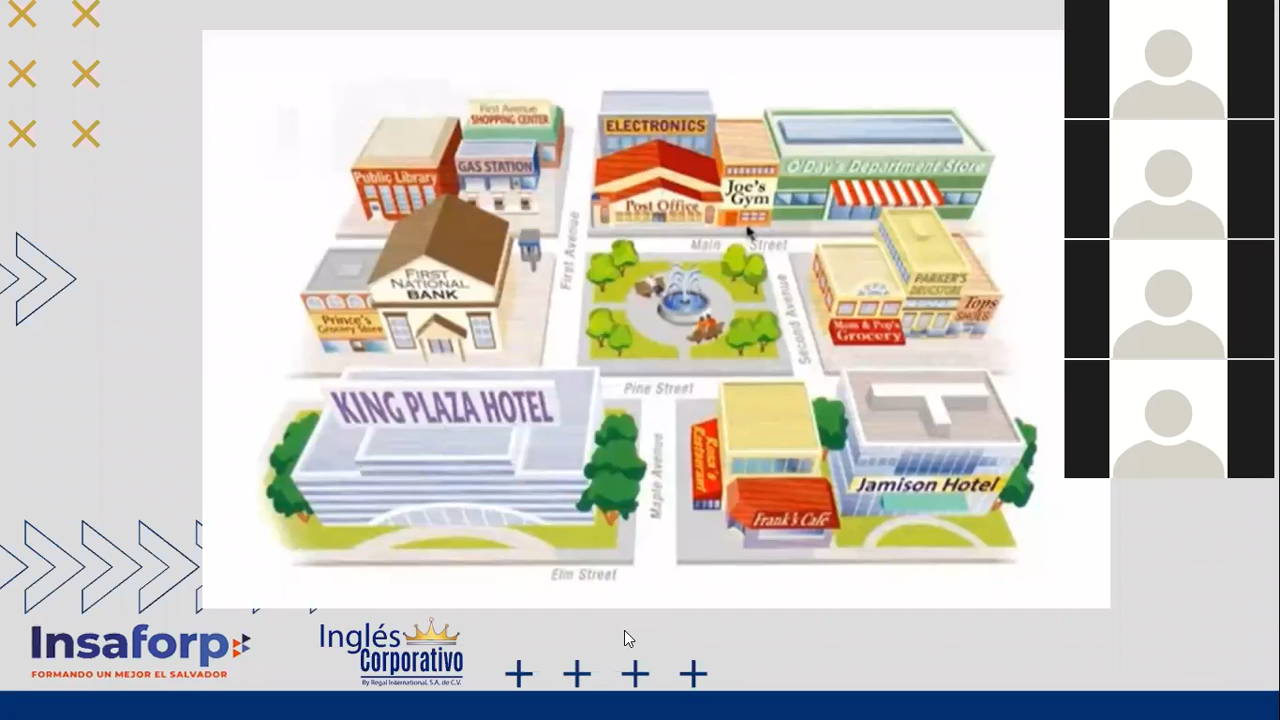 First Avenue
SHOPPING CENTER
GAS STATION
Public Library
ELECTRONICS
Post Office
Joe's
Gym
O'Day's Department Store
Main Street
First Avenue
FIRST
NATIONAL
BANK
Prince's
Grocery Store
Second Avenue
PARKER'S
DRUGSTORE
Mom & Pop's
Grocery
Tops
SHOES
Pine Street
KING PLAZA HOTEL
Maple Avenue
Rosa's
Restaurant
Frank's Café
Jamison Hotel
Elm Street
Insaforp
FORMANDO UN MEJOR EL SALVADOR
Inglés
Corporativo
By Regal International, S.A. de C.V.